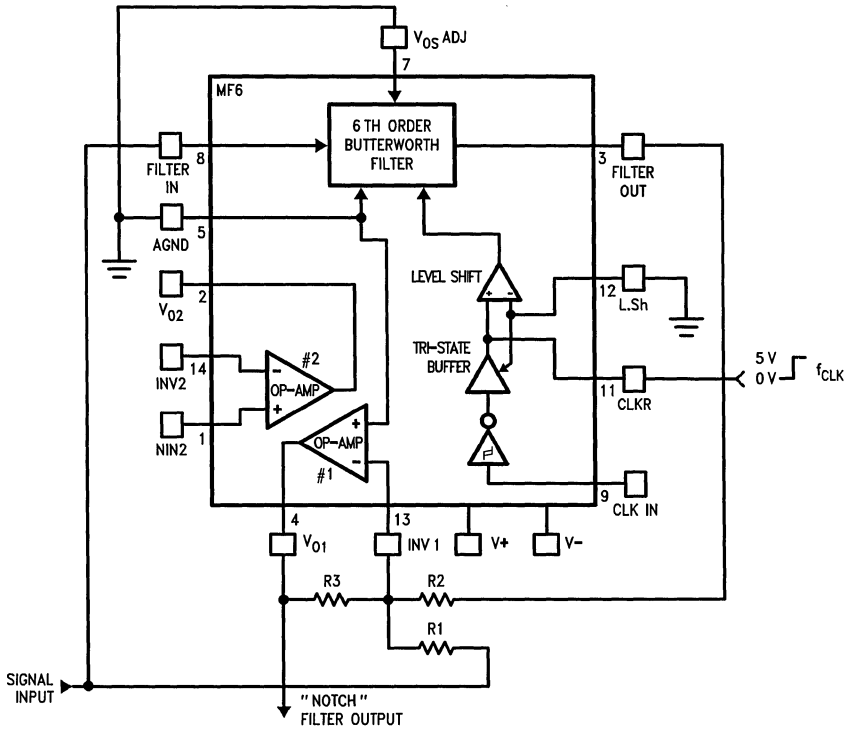 V_OS ADJ
7
MF6
6 TH ORDER
BUTTERWORTH
FILTER
8
FILTER
IN
3
FILTER
OUT
5
AGND
LEVEL SHIFT
+ -
12
L.Sh
2
V_O2
TRI-STATE
BUFFER
5 V
0 V
f_CLK
11
CLKR
INV2
14
#2
-
OP-AMP
+
NIN2
1
+
OP-AMP
-
#1
9
CLK IN
4
V_O1
13
INV 1
V+
V-
R3
R2
R1
SIGNAL
INPUT
"NOTCH"
FILTER OUTPUT